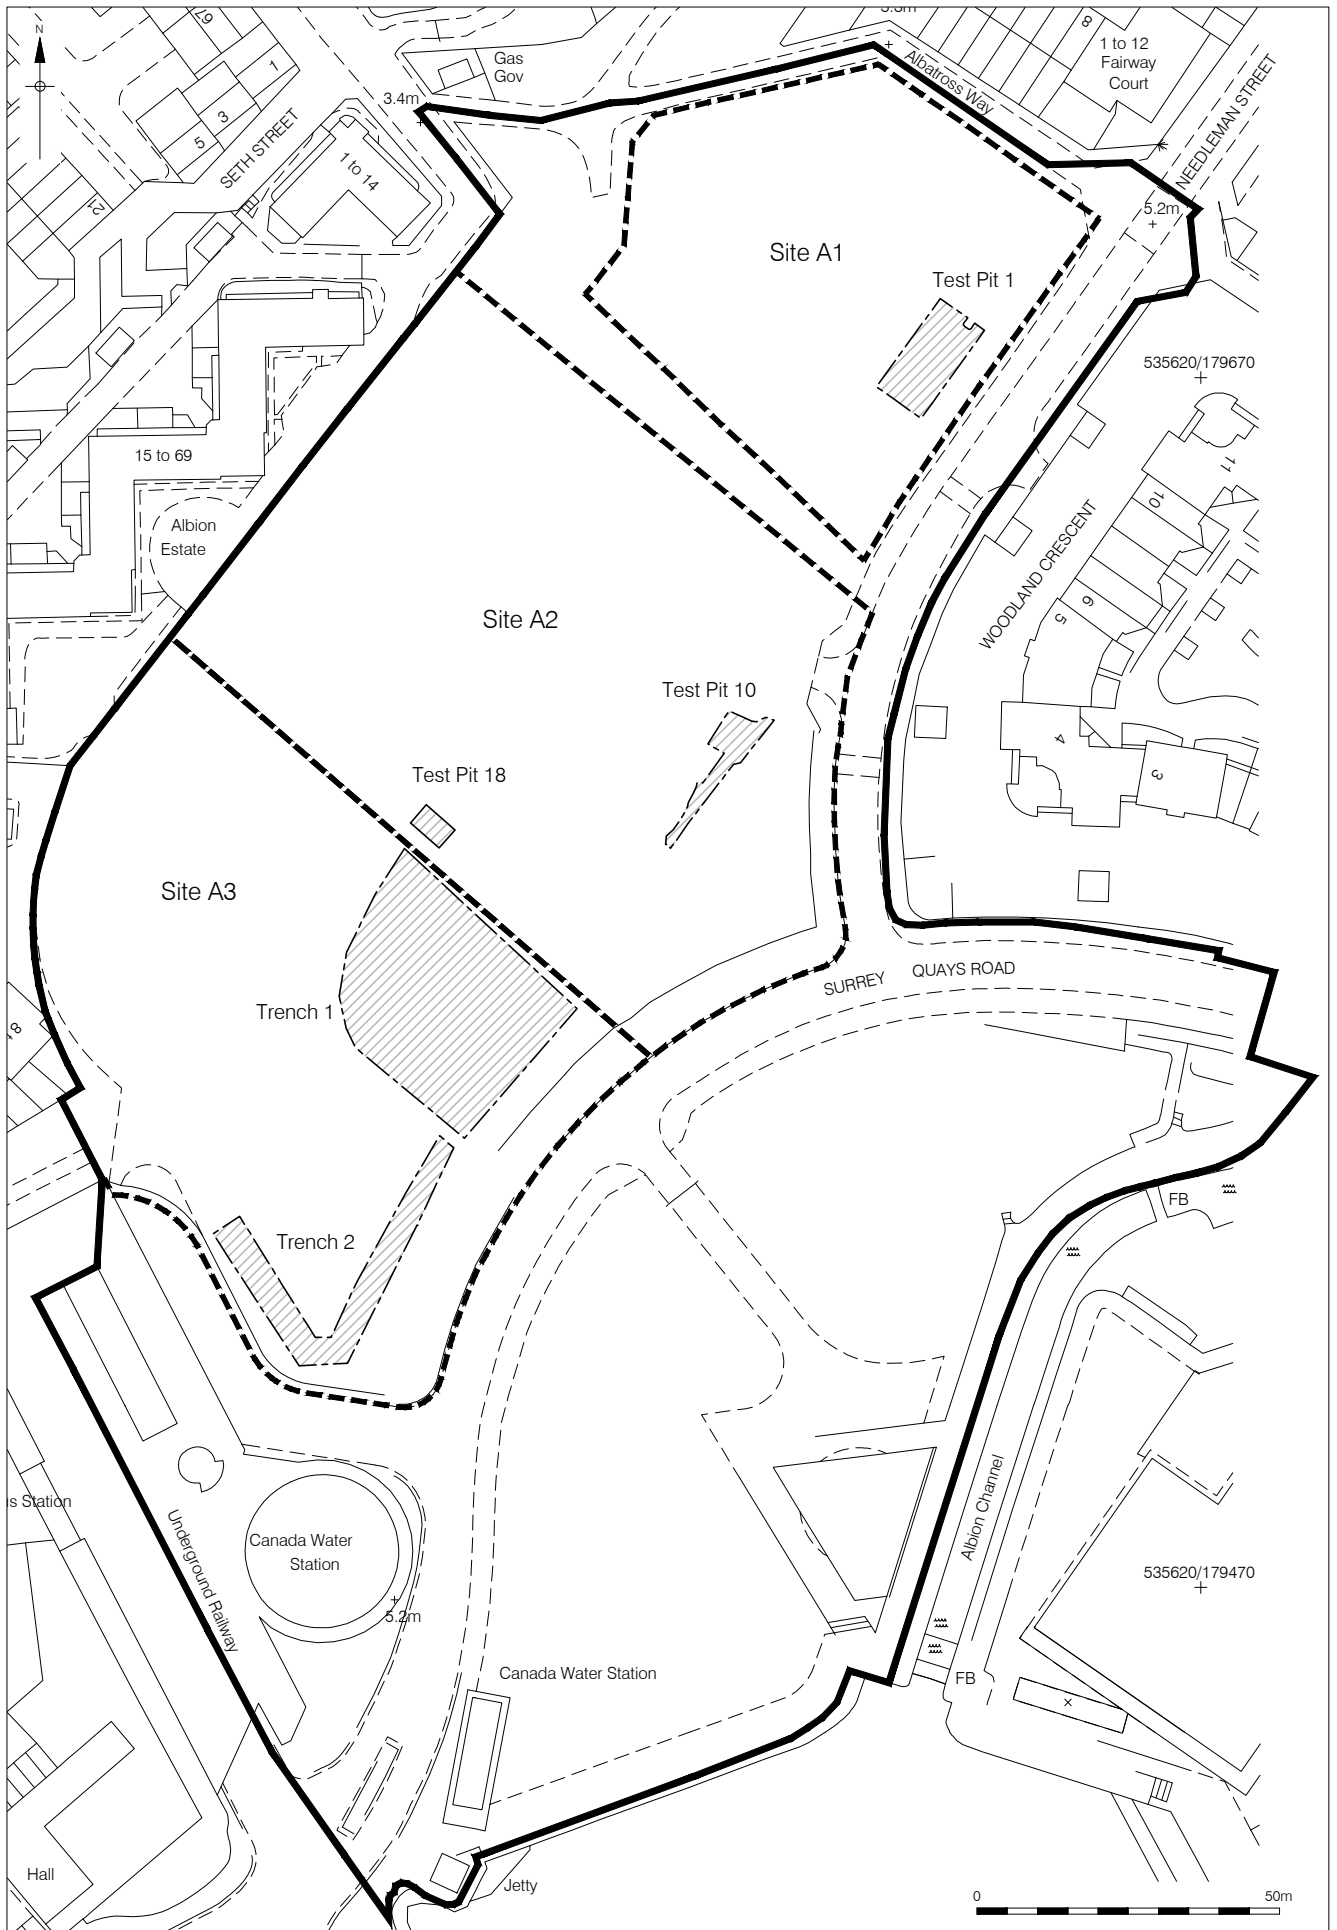 N
67
1
3
5
21
SETH STREET
1 to 14
3.4m
Gas
Gov
Albatross Way
8
1 to 12
Fairway
Court
NEEDLEMAN STREET
5.2m
Site A1
Test Pit 1
535620/179670
15 to 69
Albion
Estate
11
10
WOODLAND CRESCENT
6
5
4
3
Site A2
Test Pit 10
Test Pit 18
Site A3
Trench 1
SURREY
QUAYS ROAD
Trench 2
FB
Albion Channel
Canada Water
Station
Underground Railway
5.2m
535620/179470
Canada Water Station
FB
Hall
Jetty
0
50m